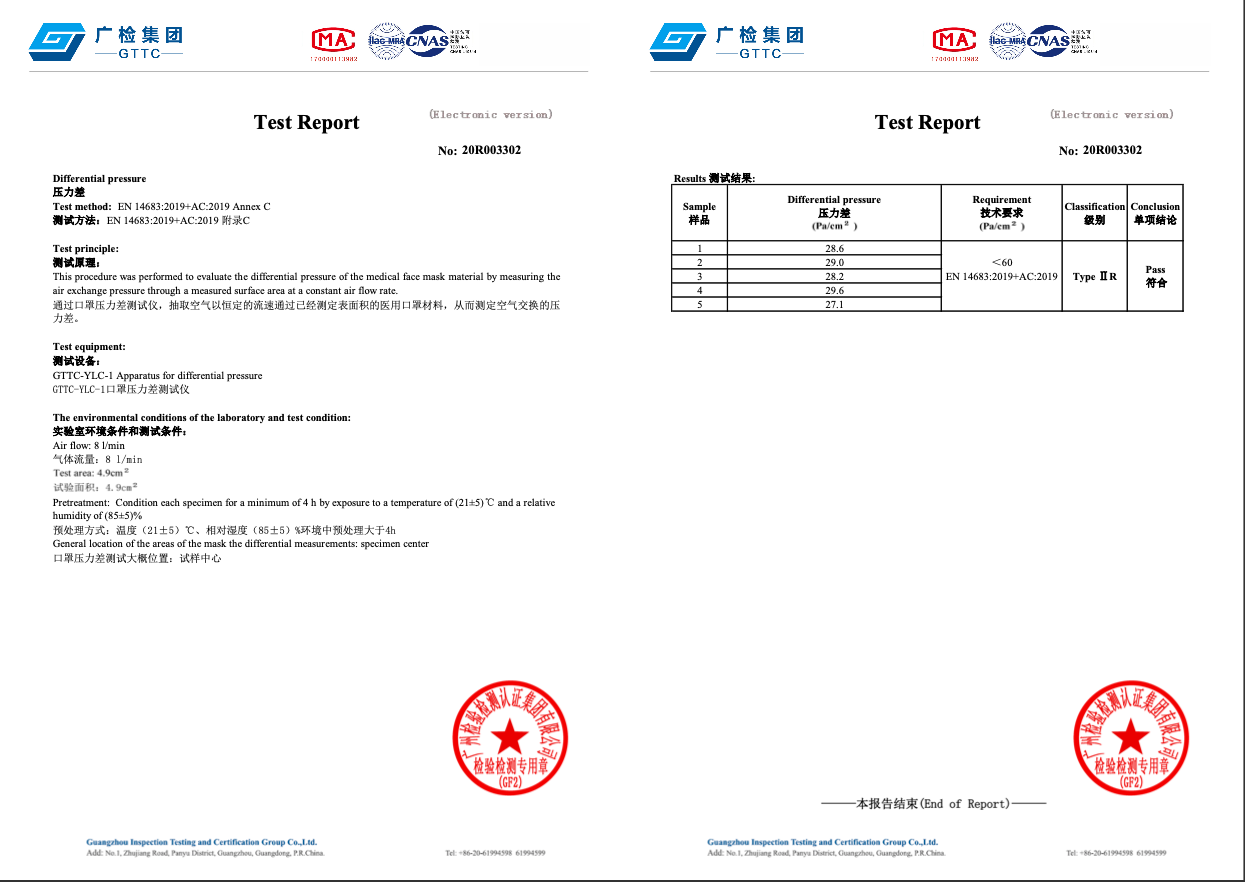 广检集团
GTTC
MA
170000113982
ilac-MRA
CNAS
Test Report
(Electronic version)
No: 20R003302
Differential pressure
压力差
Test method: EN 14683:2019+AC:2019 Annex C
测试方法：EN 14683:2019+AC:2019 附录C
Test principle:
测试原理：
This procedure was performed to evaluate the differential pressure of the medical face mask material by measuring the
air exchange pressure through a measured surface area at a constant air flow rate.
通过口罩压力差测试仪，抽取空气以恒定的流速通过已经测定表面积的医用口罩材料，从而测定空气交换的压
力差。
Test equipment:
测试设备：
GTTC-YLC-1 Apparatus for differential pressure
GTTC-YLC-1口罩压力差测试仪
The environmental conditions of the laboratory and test condition:
实验室环境条件和测试条件：
Air flow: 8 l/min
气体流量：8 l/min
Test area: 4.9cm²
试验面积：4.9cm²
Pretreatment: Condition each specimen for a minimum of 4 h by exposure to a temperature of (21±5)℃ and a relative
humidity of (85±5)%
预处理方式：温度（21±5）℃、相对湿度（85±5）%环境中预处理大于4h
General location of the areas of the mask the differential measurements: specimen center
口罩压力差测试大概位置：试样中心
广州检验检测认证集团有限公司
检验检测专用章
(GF2)
Guangzhou Inspection Testing and Certification Group Co.,Ltd.
Add: No.1, Zhujiang Road, Panyu District, Guangzhou, Guangdong, P.R.China.
Tel: +86-20-61994598 61994599
广检集团
GTTC
MA
170000113982
ilac-MRA
CNAS
Test Report
(Electronic version)
No: 20R003302
Results 测试结果:
Sample Differential pressure Requirement Classification Conclusion
样品 压力差 技术要求 级别 单项结论
(Pa/cm² ) (Pa/cm² )
1 28.6
2 29.0
3 28.2
4 29.6
5 27.1
＜60
EN 14683:2019+AC:2019
Type ⅡR
Pass
符合
广州检验检测认证集团有限公司
检验检测专用章
(GF2)
———本报告结束(End of Report)———
Guangzhou Inspection Testing and Certification Group Co.,Ltd.
Add: No.1, Zhujiang Road, Panyu District, Guangzhou, Guangdong, P.R.China.
Tel: +86-20-61994598 61994599